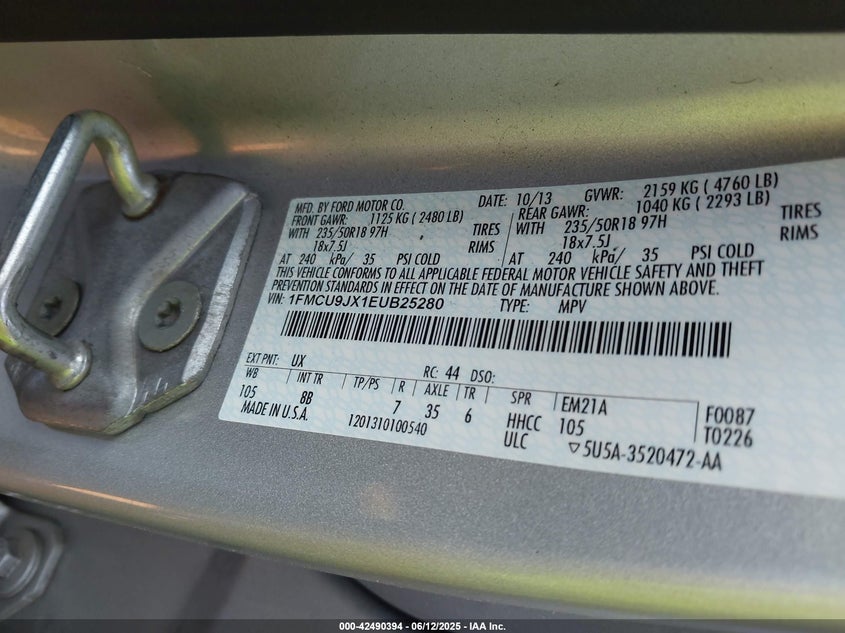 MFD. BY FORD MOTOR CO. DATE: 10/13 GVWR: 2159 KG ( 4760 LB)
FRONT GAWR: 1125 KG ( 2480 LB) REAR GAWR: 1040 KG ( 2293 LB)
WITH 235/50R18 97H TIRES WITH 235/50R18 97H TIRES
18x7.5J RIMS 18x7.5J RIMS
AT 240 kPa/ 35 PSI COLD AT 240 kPa/ 35 PSI COLD
THIS VEHICLE CONFORMS TO ALL APPLICABLE FEDERAL MOTOR VEHICLE SAFETY AND THEFT
PREVENTION STANDARDS IN EFFECT ON THE DATE OF MANUFACTURE SHOWN ABOVE.
VIN: 1FMCU9JX1EUB25280 TYPE: MPV
EXT PNT: UX RC: 44 DSO:
WB INT TR TP/PS R AXLE TR SPR EM21A F0087
105 8B 7 35 6 HHCC 105 T0226
MADE IN U.S.A. 1201310100540 ULC ▽5U5A-3520472-AA
000-42490394 - 06/12/2025 - IAA Inc.